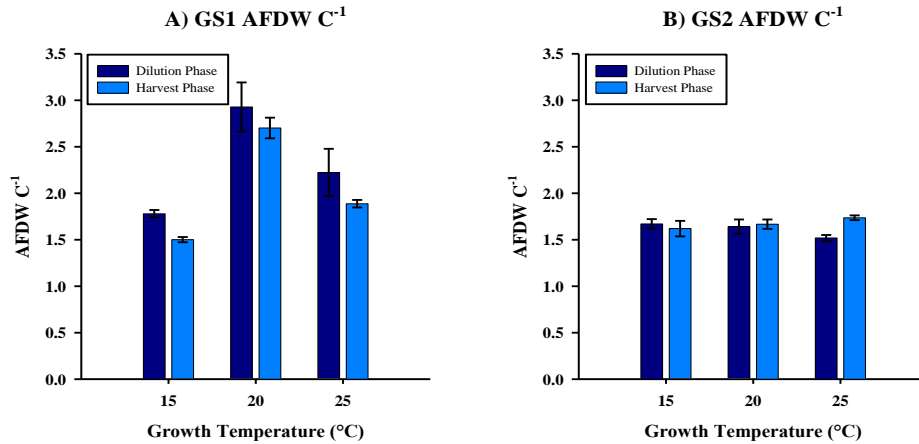 A) GS1 AFDW C⁻¹
3.5
3.0
2.5
2.0
1.5
1.0
0.5
0.0
AFDW C⁻¹
Dilution Phase
Harvest Phase
15 20 25
Growth Temperature (°C)
B) GS2 AFDW C⁻¹
3.5
3.0
2.5
2.0
1.5
1.0
0.5
0.0
AFDW C⁻¹
Dilution Phase
Harvest Phase
15 20 25
Growth Temperature (°C)